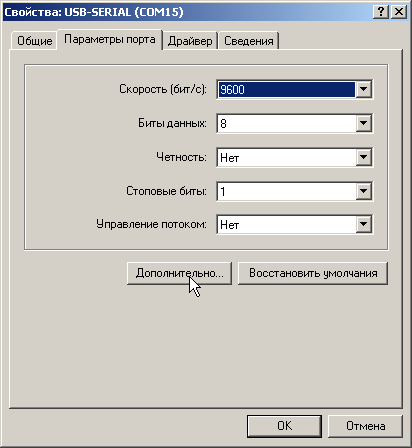 Свойства: USB-SERIAL (COM15)
Общие Параметры порта Драйвер Сведения
Скорость (бит/с): 9600
Биты данных: 8
Четность: Нет
Стоповые биты: 1
Управление потоком: Нет
Дополнительно... Восстановить умолчания
OK Отмена